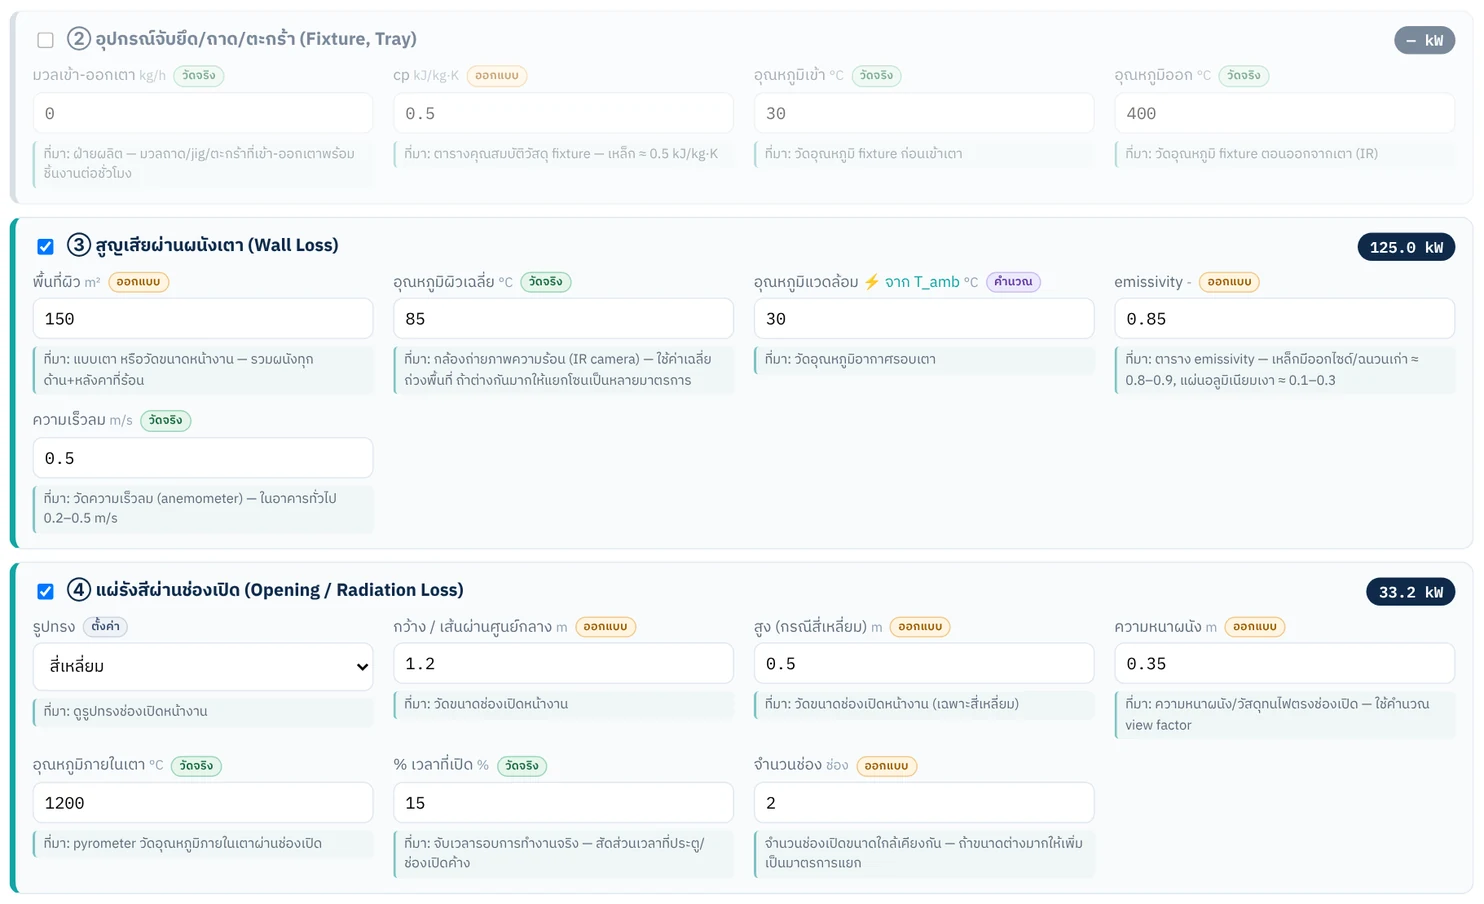 ② อุปกรณ์จับยึด/ถาด/ตะกร้า (Fixture, Tray)
– kW
มวลเข้า-ออกเตา kg/h วัดจริง
cp kJ/kg·K ออกแบบ
อุณหภูมิเข้า °C วัดจริง
อุณหภูมิออก °C วัดจริง
0
0.5
30
400
ที่มา: ฝ่ายผลิต — มวลถาด/jig/ตะกร้าที่เข้า-ออกเตาพร้อม
ชิ้นงานต่อชั่วโมง
ที่มา: ตารางคุณสมบัติวัสดุ fixture — เหล็ก ≈ 0.5 kJ/kg·K
ที่มา: วัดอุณหภูมิ fixture ก่อนเข้าเตา
ที่มา: วัดอุณหภูมิ fixture ตอนออกจากเตา (IR)
③ สูญเสียผ่านผนังเตา (Wall Loss)
125.0 kW
พื้นที่ผิว m² ออกแบบ
อุณหภูมิผิวเฉลี่ย °C วัดจริง
อุณหภูมิแวดล้อม ⚡ จาก T_amb °C คำนวณ
emissivity - ออกแบบ
150
85
30
0.85
ที่มา: แบบเตา หรือวัดขนาดหน้างาน — รวมผนังทุก
ด้าน+หลังคาที่ร้อน
ที่มา: กล้องถ่ายภาพความร้อน (IR camera) — ใช้ค่าเฉลี่ย
ถ่วงพื้นที่ ถ้าต่างกันมากให้แยกโซนเป็นหลายมาตรการ
ที่มา: วัดอุณหภูมิอากาศรอบเตา
ที่มา: ตาราง emissivity — เหล็กมีออกไซด์/ฉนวนเก่า ≈
0.8–0.9, แผ่นอลูมิเนียมเงา ≈ 0.1–0.3
ความเร็วลม m/s วัดจริง
0.5
ที่มา: วัดความเร็วลม (anemometer) — ในอาคารทั่วไป
0.2–0.5 m/s
④ แผ่รังสีผ่านช่องเปิด (Opening / Radiation Loss)
33.2 kW
รูปทรง ตั้งค่า
กว้าง / เส้นผ่านศูนย์กลาง m ออกแบบ
สูง (กรณีสี่เหลี่ยม) m ออกแบบ
ความหนาผนัง m ออกแบบ
สี่เหลี่ยม
1.2
0.5
0.35
ที่มา: ดูรูปทรงช่องเปิดหน้างาน
ที่มา: วัดขนาดช่องเปิดหน้างาน
ที่มา: วัดขนาดช่องเปิดหน้างาน (เฉพาะสี่เหลี่ยม)
ที่มา: ความหนาผนัง/วัสดุทนไฟตรงช่องเปิด — ใช้คำนวณ
view factor
อุณหภูมิภายในเตา °C วัดจริง
% เวลาที่เปิด % วัดจริง
จำนวนช่อง ช่อง ออกแบบ
1200
15
2
ที่มา: pyrometer วัดอุณหภูมิภายในเตาผ่านช่องเปิด
ที่มา: จับเวลารอบการทำงานจริง — สัดส่วนเวลาที่ประตู/
ช่องเปิดค้าง
จำนวนช่องเปิดขนาดใกล้เคียงกัน — ถ้าขนาดต่างมากให้เพิ่ม
เป็นมาตรการแยก